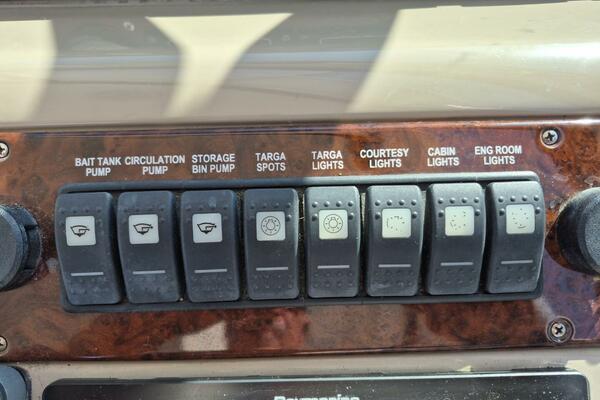 BAIT TANK PUMP
CIRCULATION PUMP
STORAGE BIN PUMP
TARGA SPOTS
TARGA LIGHTS
COURTESY LIGHTS
CABIN LIGHTS
ENG ROOM LIGHTS
Raymarine